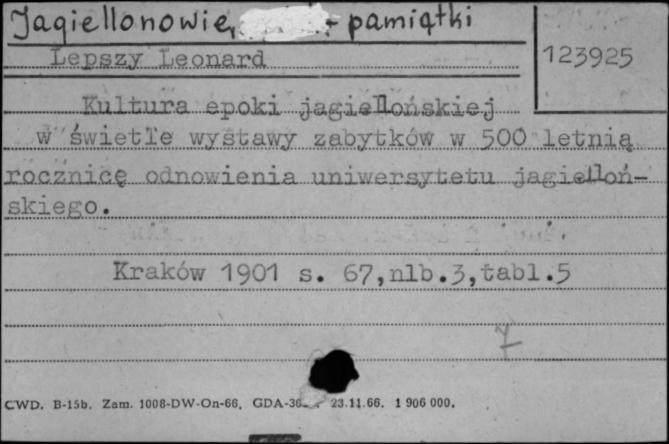 Jagiellonowie, - pamiątki
Lepszy Leonard
123925
Kultura epoki jagiellońskiej
w świetle wystawy zabytków w 500 letnią
rocznicę odnowienia uniwersytetu jagielloń-
skiego.
Kraków 1901 s. 67,nlb.3,tabl.5
CWD. B-15b. Zam. 1008-DW-On-66. GDA-36 23.11.66. 1 906 000.